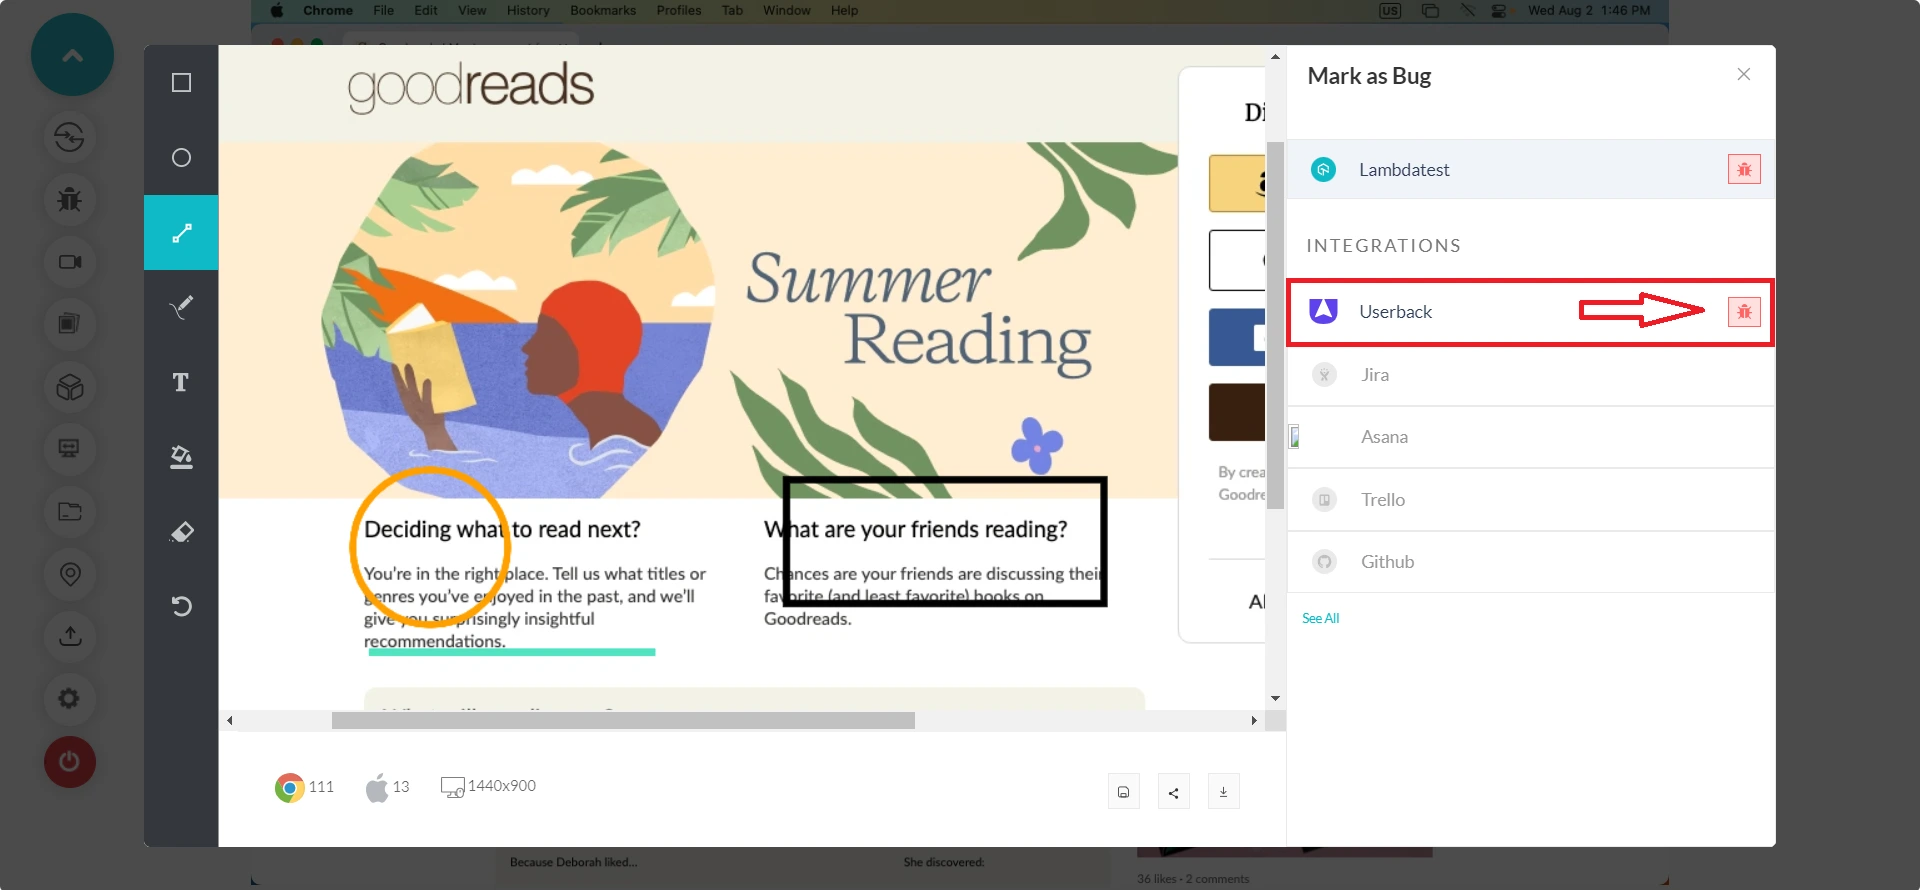 Chrome File Edit View History Bookmarks Profiles Tab Window Help
US Wed Aug 2 1:46 PM
goodreads
Summer
Reading
Deciding what to read next?
You're in the right place. Tell us what titles or
genres you've enjoyed in the past, and we'll
give you surprisingly insightful
recommendations.
What are your friends reading?
Chances are your friends are discussing their
favorite (and least favorite) books on
Goodreads.
Di
By crea
Goodre
Al
T
111 13 1440x900
Mark as Bug
Lambdatest
INTEGRATIONS
Userback
Jira
Asana
Trello
Github
See All
Because Deborah liked...
She discovered:
36 likes · 2 comments